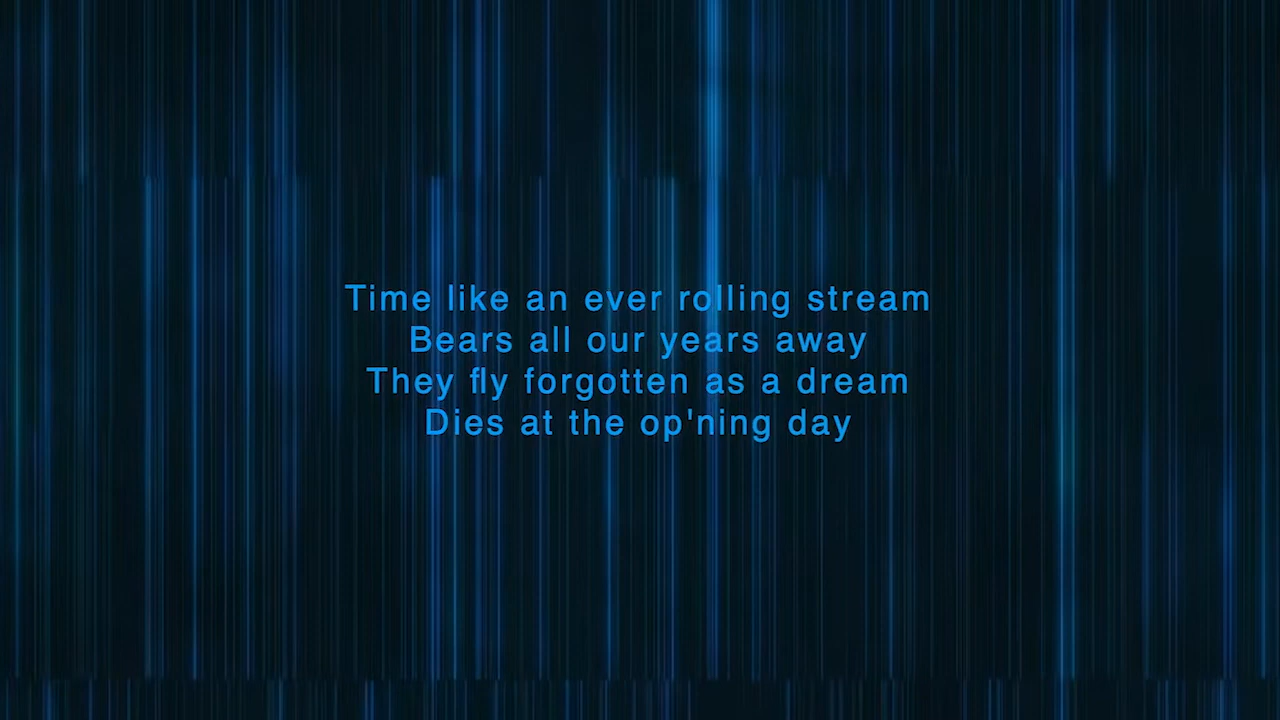 Time like an ever rolling stream
Bears all our years away
They fly forgotten as a dream
Dies at the op'ning day